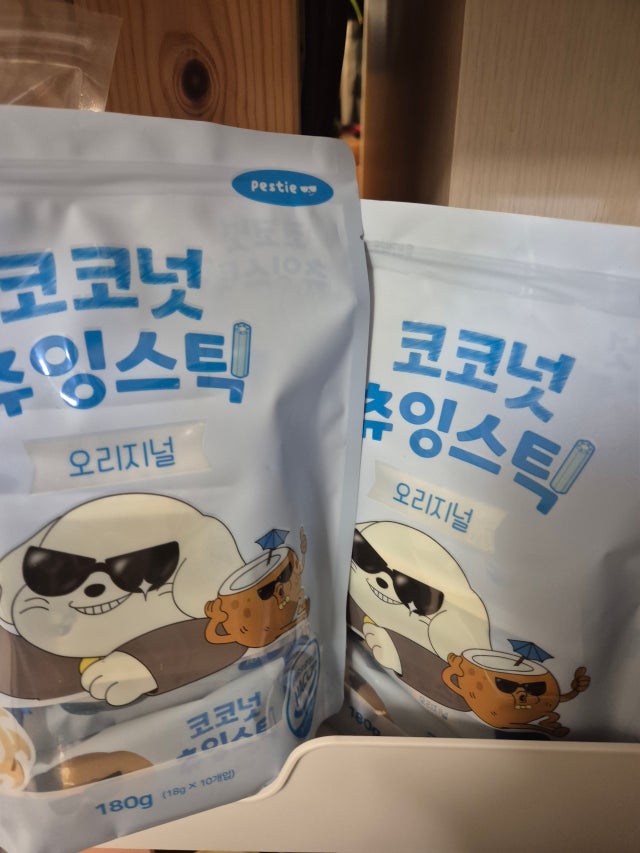 pestie
코코넛
츄잉스틱
오리지널
코코넛
츄잉스틱
180g (18g × 10개입)
코코넛
츄잉스틱
오리지널
180g